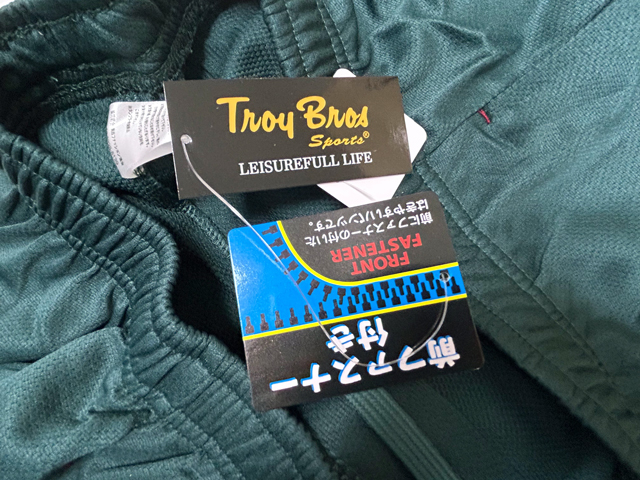 Troy Bros
Sports®
LEISUREFULL LIFE
前ファスナー
付き
FRONT
FASTENER
前にファスナーの付いた
はきやすいパンツです。